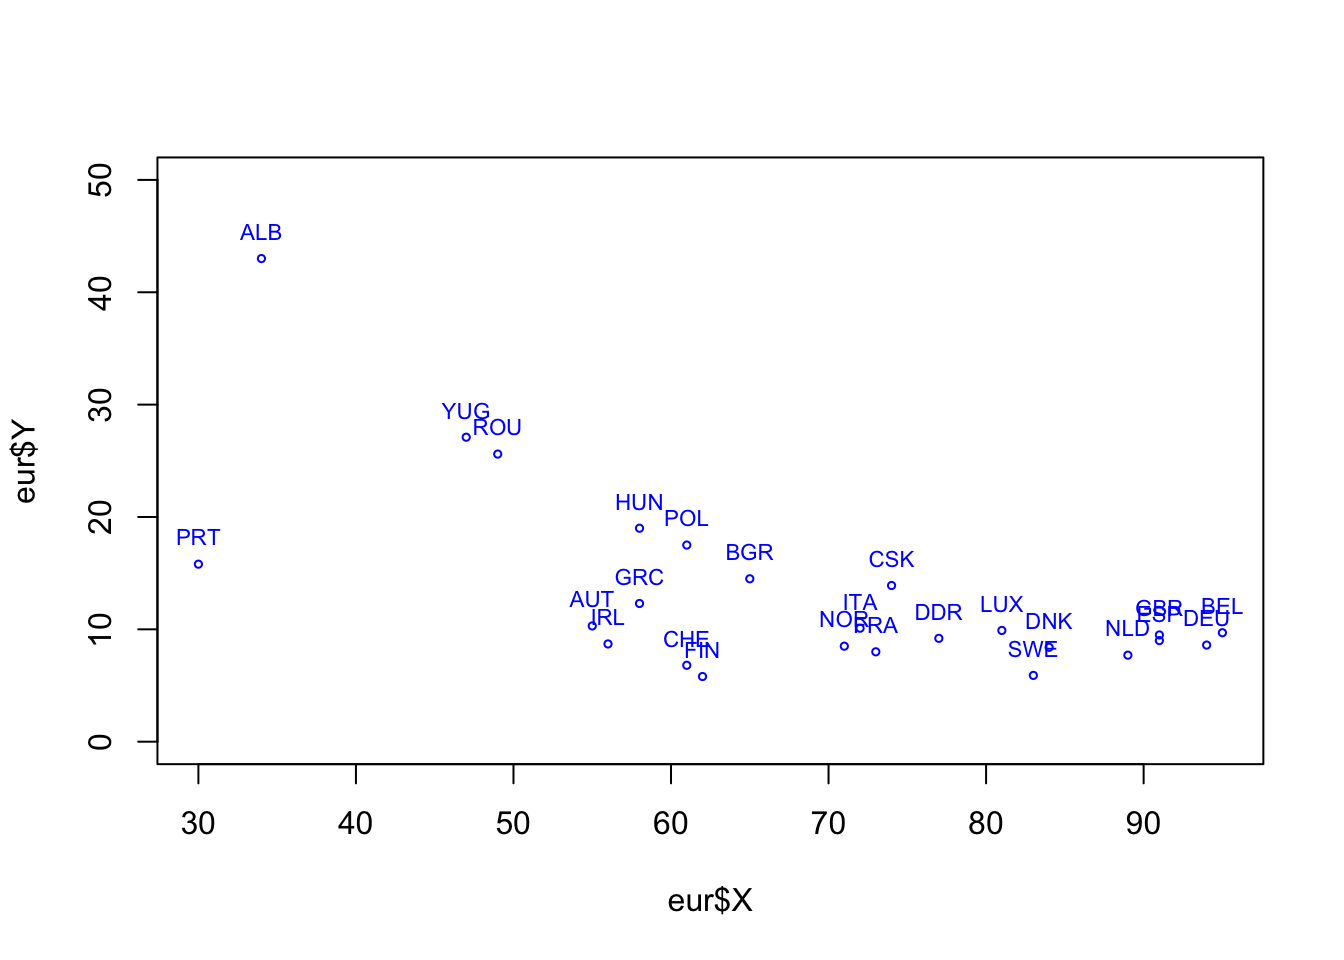 50
40
30
20
10
0
eur$Y
ALB
YUG
ROU
HUN
POL
PRT
BGR
CSK
GRC
AUT
ITA
LUX
GBR
BEL
IRL
NOR
FRA
DDR
DNK
ESP
DEU
NLD
CHE
FIN
SWE
30 40 50 60 70 80 90
eur$X